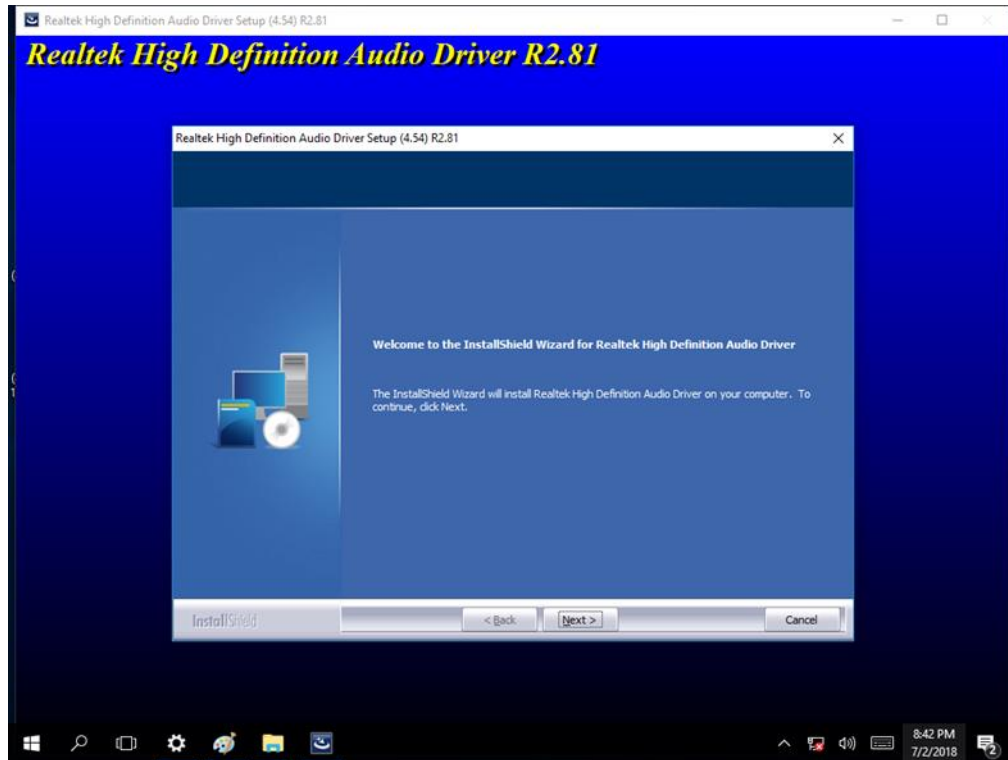 Realtek High Definition Audio Driver Setup (4.54) R2.81
Realtek High Definition Audio Driver R2.81
Realtek High Definition Audio Driver Setup (4.54) R2.81
Welcome to the InstallShield Wizard for Realtek High Definition Audio Driver
The InstallShield Wizard will install Realtek High Definition Audio Driver on your computer. To
continue, click Next.
InstallShield
< Back
Next >
Cancel
8:42 PM
7/2/2018
2